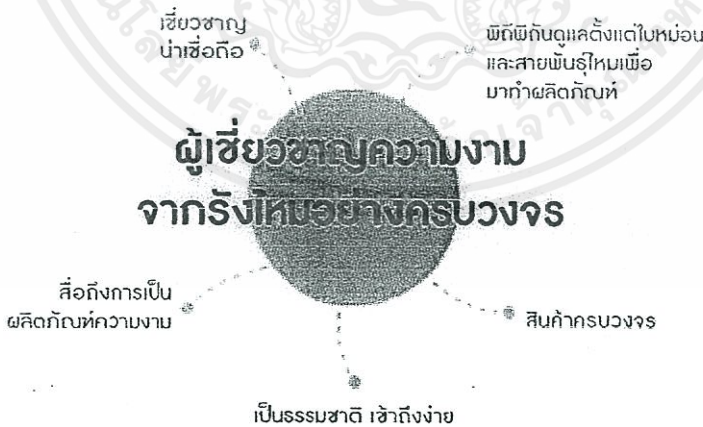 เชี่ยวชาญ
น่าเชื่อถือ
พิถีพิถันดูแลตั้งแต่ใบหม่อน
และสายพันธุ์ไหมเพื่อ
มาทำผลิตภัณฑ์
ผู้เชี่ยวชาญความงาม
จากรังไหมอย่างครบวงจร
สื่อถึงการเป็น
ผลิตภัณฑ์ความงาม
สินค้าครบวงจร
เป็นธรรมชาติ เข้าถึงง่าย